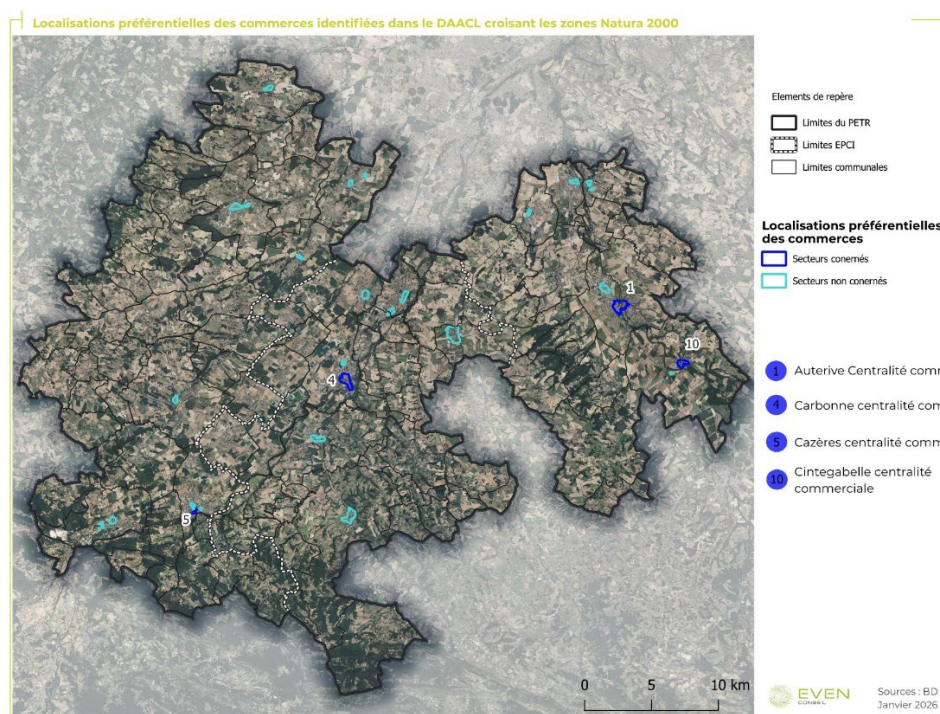 Localisations préférentielles des commerces identifiées dans le DAACL croisant les zones Natura 2000
Elements de repère
Limites du PETR
Limites EPCI
Limites communales
Localisations préférentielles
des commerces
Secteurs conernés
Secteurs non conernés
1 Auterive Centralité comm
4 Carbonne centralité com
5 Cazères centralité comm
10 Cintegabelle centralité
commerciale
1
10
4
5
0 5 10 km
EVEN
CONSEIL
Sources : BD
Janvier 2026